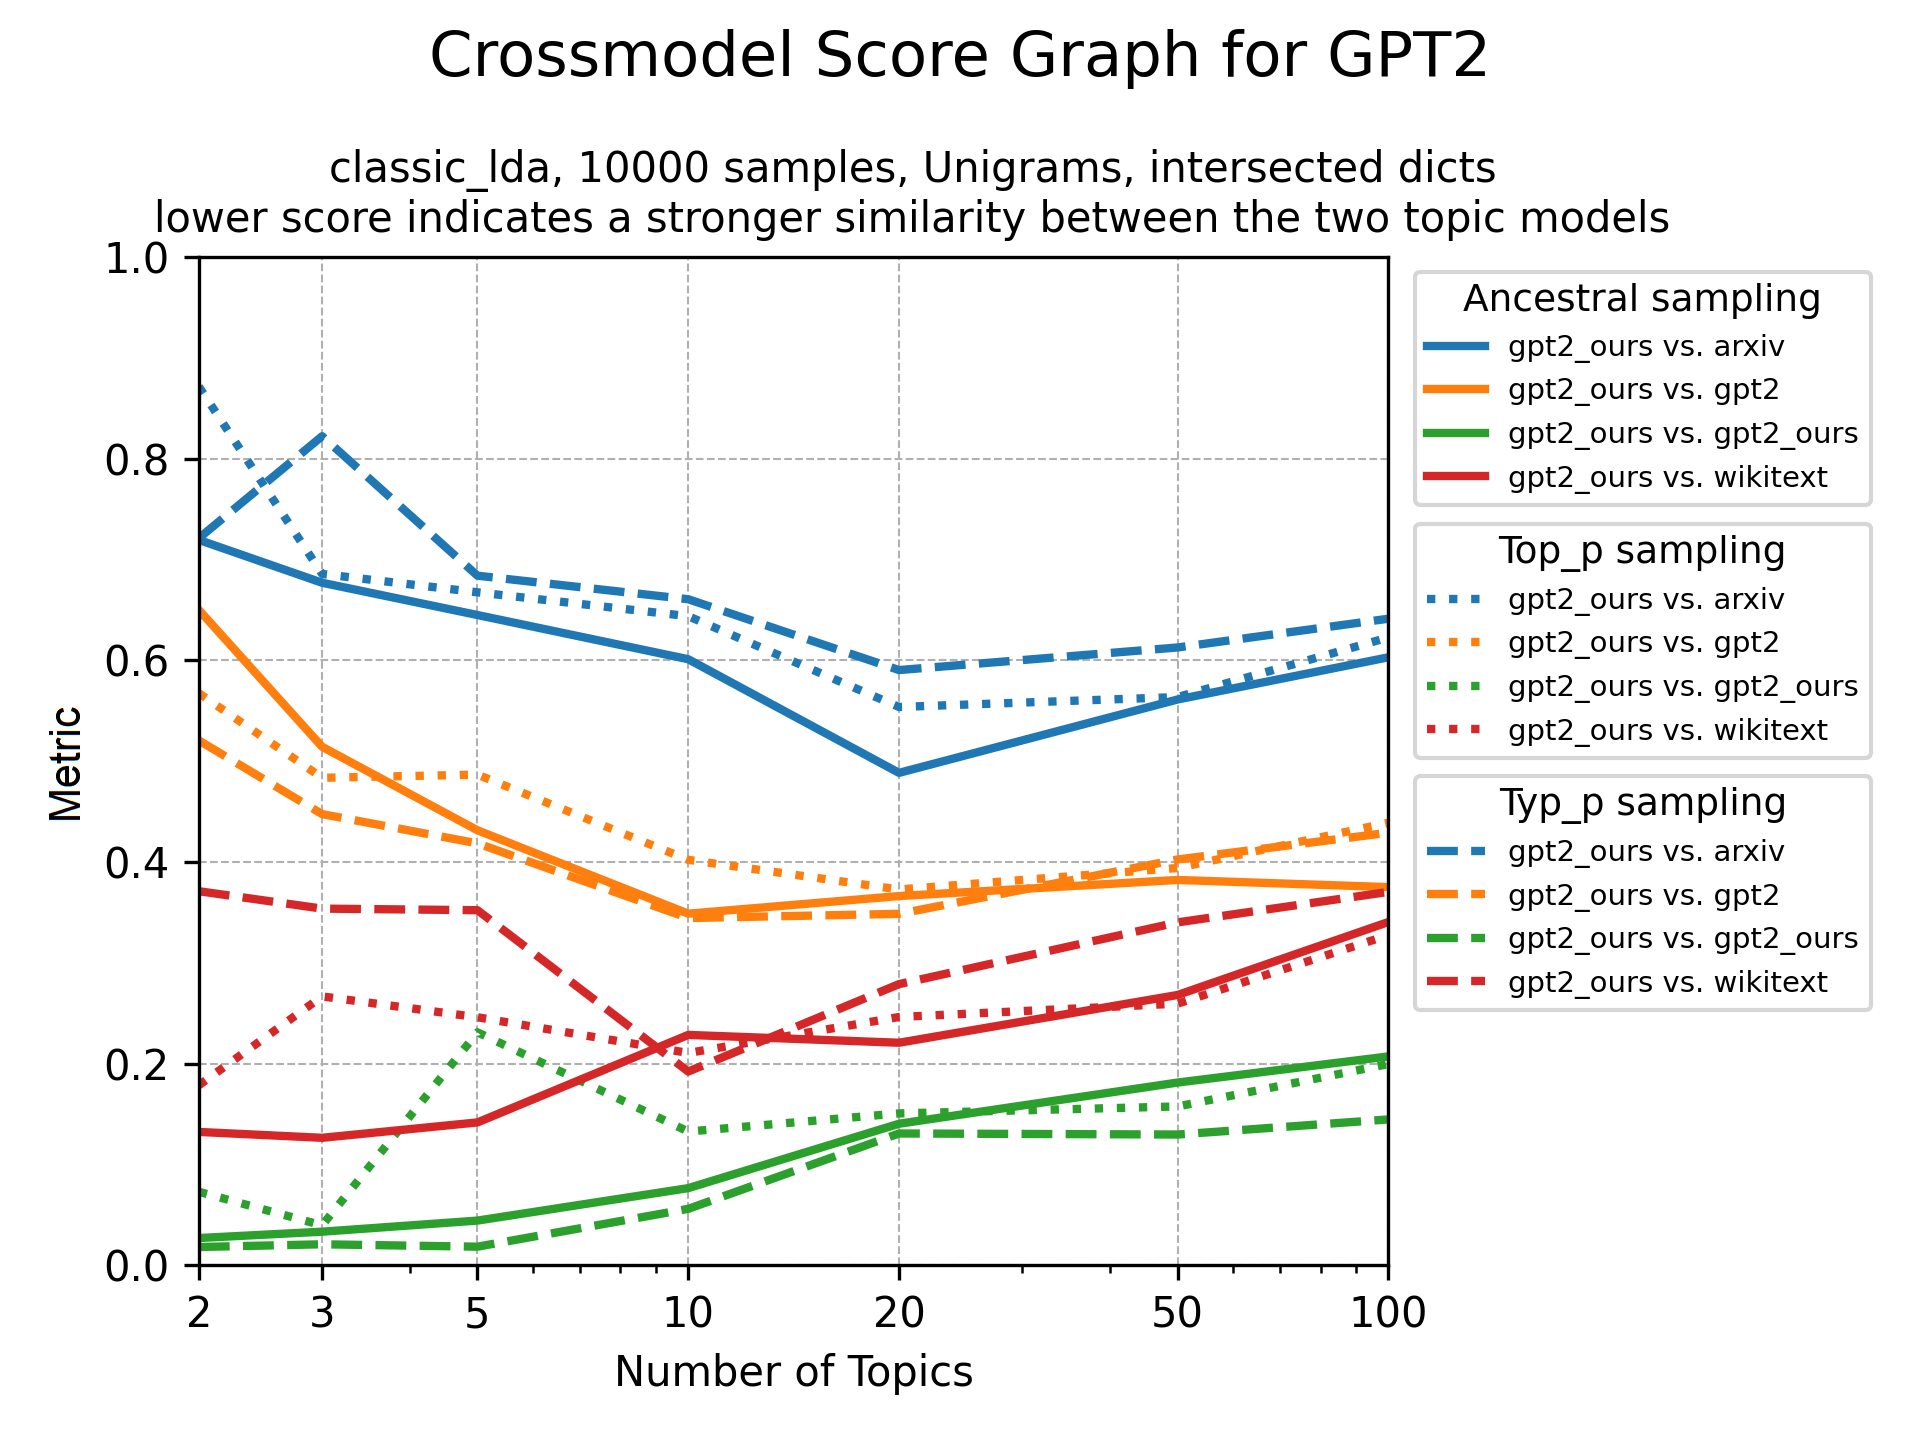 Crossmodel Score Graph for GPT2
classic_lda, 10000 samples, Unigrams, intersected dicts
lower score indicates a stronger similarity between the two topic models
1.0
0.8
0.6
0.4
0.2
0.0
Metric
2 3 5 10 20 50 100
Number of Topics
Ancestral sampling
gpt2_ours vs. arxiv
gpt2_ours vs. gpt2
gpt2_ours vs. gpt2_ours
gpt2_ours vs. wikitext
Top_p sampling
gpt2_ours vs. arxiv
gpt2_ours vs. gpt2
gpt2_ours vs. gpt2_ours
gpt2_ours vs. wikitext
Typ_p sampling
gpt2_ours vs. arxiv
gpt2_ours vs. gpt2
gpt2_ours vs. gpt2_ours
gpt2_ours vs. wikitext